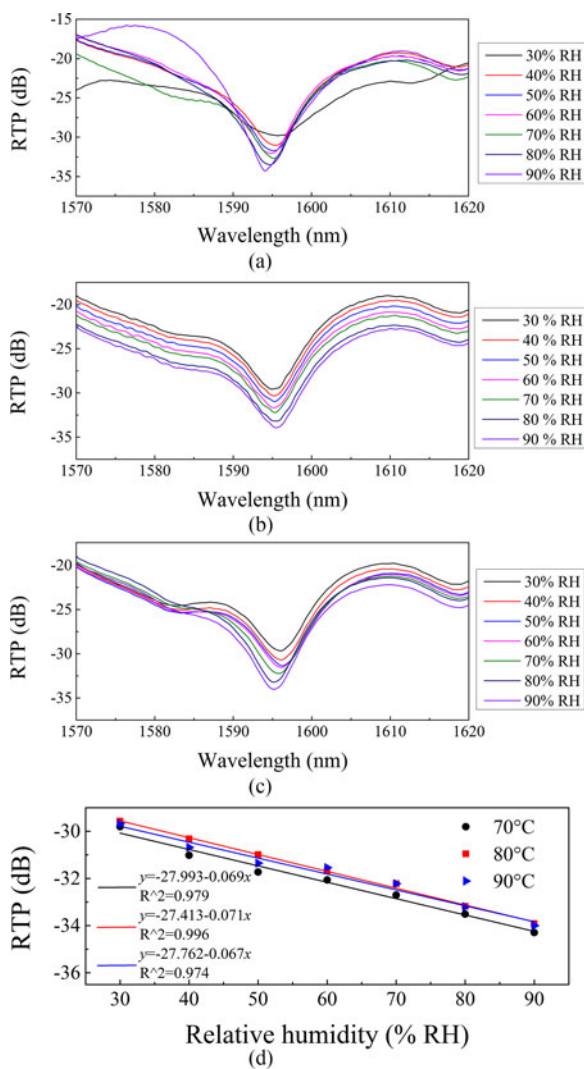 -15
-20
-25
-30
-35
RTP (dB)
1570 1580 1590 1600 1610 1620
Wavelength (nm)
(a)
30% RH
40% RH
50% RH
60% RH
70% RH
80% RH
90% RH
-20
-25
-30
-35
RTP (dB)
1570 1580 1590 1600 1610 1620
Wavelength (nm)
(b)
30 % RH
40 % RH
50 % RH
60 % RH
70 % RH
80 % RH
90 % RH
-20
-25
-30
-35
RTP (dB)
1570 1580 1590 1600 1610 1620
Wavelength (nm)
(c)
30% RH
40% RH
50% RH
60% RH
70% RH
80% RH
90% RH
-30
-32
-34
-36
RTP (dB)
70°C
80°C
90°C
y=-27.993-0.069x
R^2=0.979
y=-27.413-0.071x
R^2=0.996
y=-27.762-0.067x
R^2=0.974
30 40 50 60 70 80 90
Relative humidity (% RH)
(d)